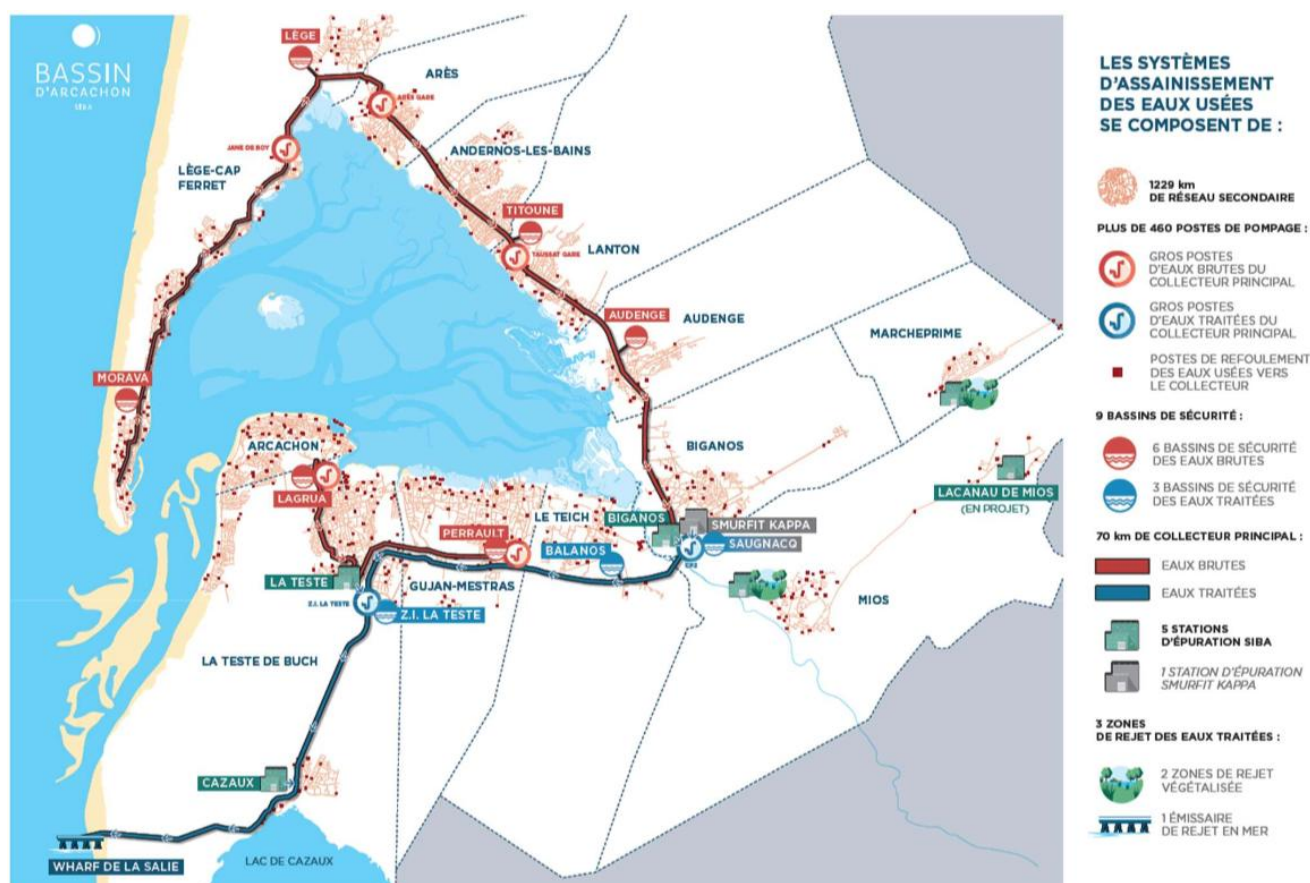 BASSIN
D'ARCACHON
SIBA
LÈGE
ARÈS
ARÈS GARE
JANE DE BOY
ANDERNOS-LES-BAINS
LÈGE-CAP
FERRET
TITOUNE
TAUSSAT GARE
LANTON
AUDENGE
AUDENGE
MARCHEPRIME
MORAVA
ARCACHON
BIGANOS
LAGRUA
LACANAU DE MIOS
(EN PROJET)
LE TEICH
BIGANOS
SMURFIT KAPPA
PERRAULT
BALANOS
SAUGNACQ
LA TESTE
GUJAN-MESTRAS
MIOS
Z.I. LA TESTE
Z.I. LA TESTE
LA TESTE DE BUCH
CAZAUX
LAC DE CAZAUX
WHARF DE LA SALIE
LES SYSTÈMES
D'ASSAINISSEMENT
DES EAUX USÉES
SE COMPOSENT DE :
1229 km
DE RÉSEAU SECONDAIRE
PLUS DE 460 POSTES DE POMPAGE :
GROS POSTES
D'EAUX BRUTES DU
COLLECTEUR PRINCIPAL
GROS POSTES
D'EAUX TRAITÉES DU
COLLECTEUR PRINCIPAL
POSTES DE REFOULEMENT
DES EAUX USÉES VERS
LE COLLECTEUR
9 BASSINS DE SÉCURITÉ :
6 BASSINS DE SÉCURITÉ
DES EAUX BRUTES
3 BASSINS DE SÉCURITÉ
DES EAUX TRAITÉES
70 km DE COLLECTEUR PRINCIPAL :
EAUX BRUTES
EAUX TRAITÉES
5 STATIONS
D'ÉPURATION SIBA
1 STATION D'ÉPURATION
SMURFIT KAPPA
3 ZONES
DE REJET DES EAUX TRAITÉES :
2 ZONES DE REJET
VÉGÉTALISÉE
1 ÉMISSAIRE
DE REJET EN MER